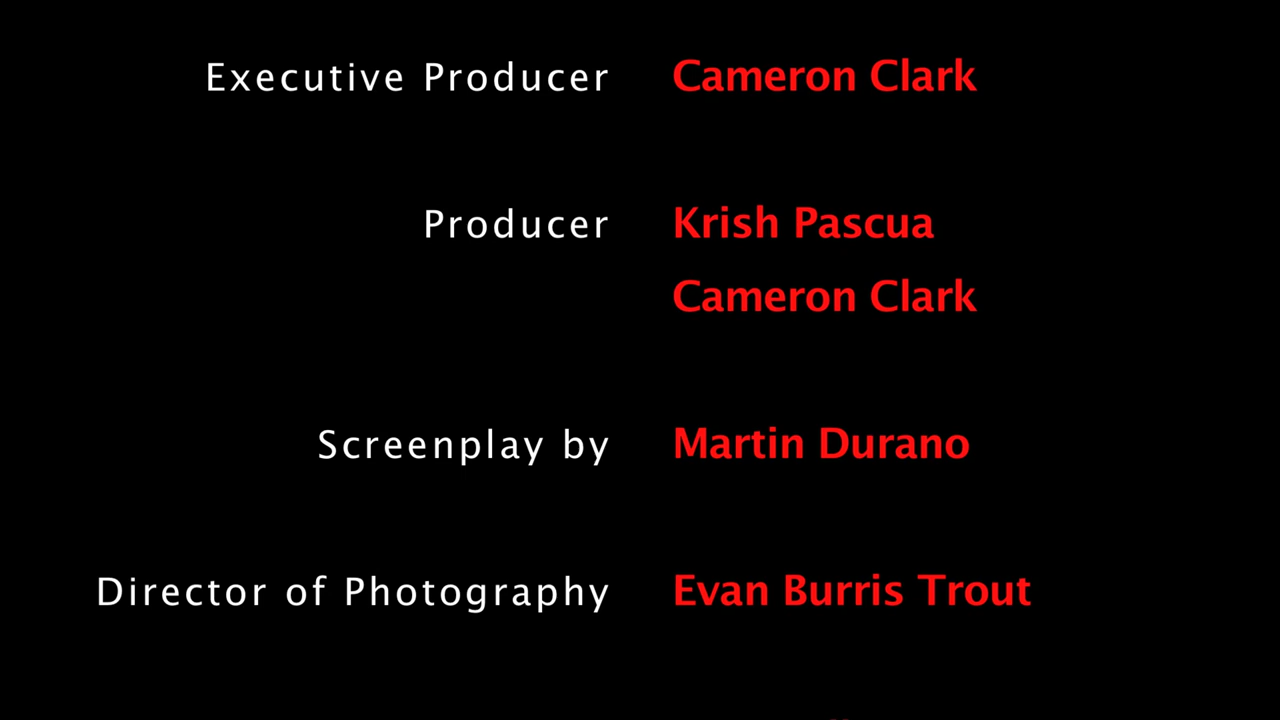 Executive Producer Cameron Clark
Producer Krish Pascua
Cameron Clark
Screenplay by Martin Durano
Director of Photography Evan Burris Trout